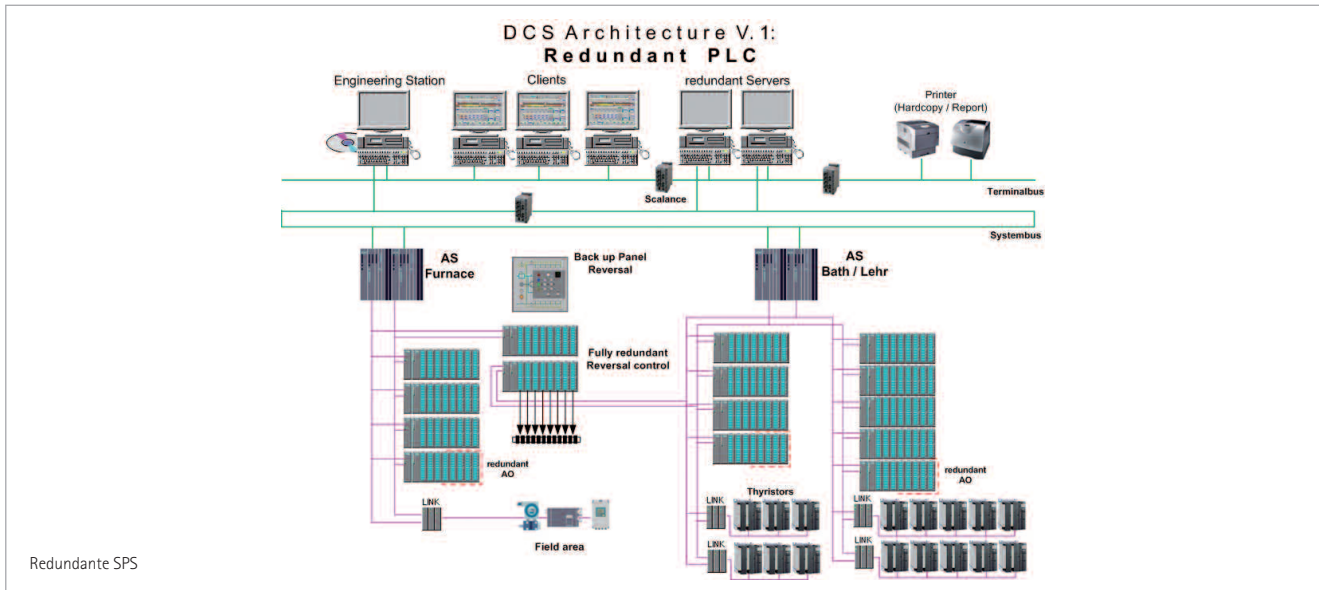 DCS Architecture V.1:
Redundant PLC
Engineering Station
Clients
redundant Servers
Printer
(Hardcopy / Report)
Scalance
Terminalbus
Systembus
AS
Furnace
Back up Panel
Reversal
AS
Bath / Lehr
Fully redundant
Reversal control
redundant
AO
redundant
AO
LINK
Field area
Thyristors
LINK
LINK
LINK
LINK
Redundante SPS